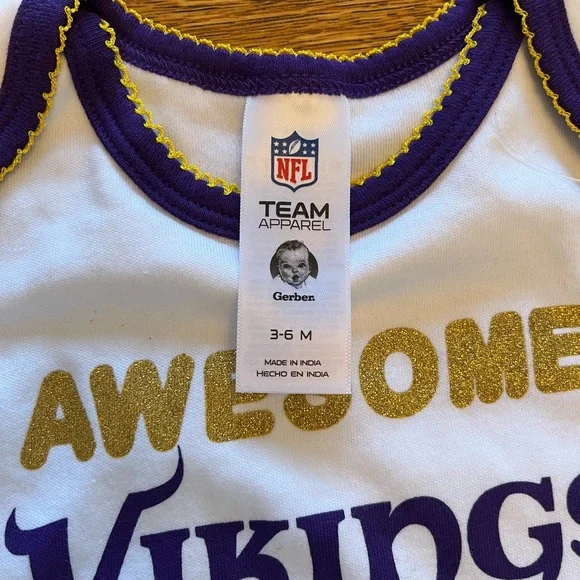 NFL
TEAM
APPAREL
Gerber
3-6 M
MADE IN INDIA
HECHO EN INDIA
AWESOME
VIKINGS